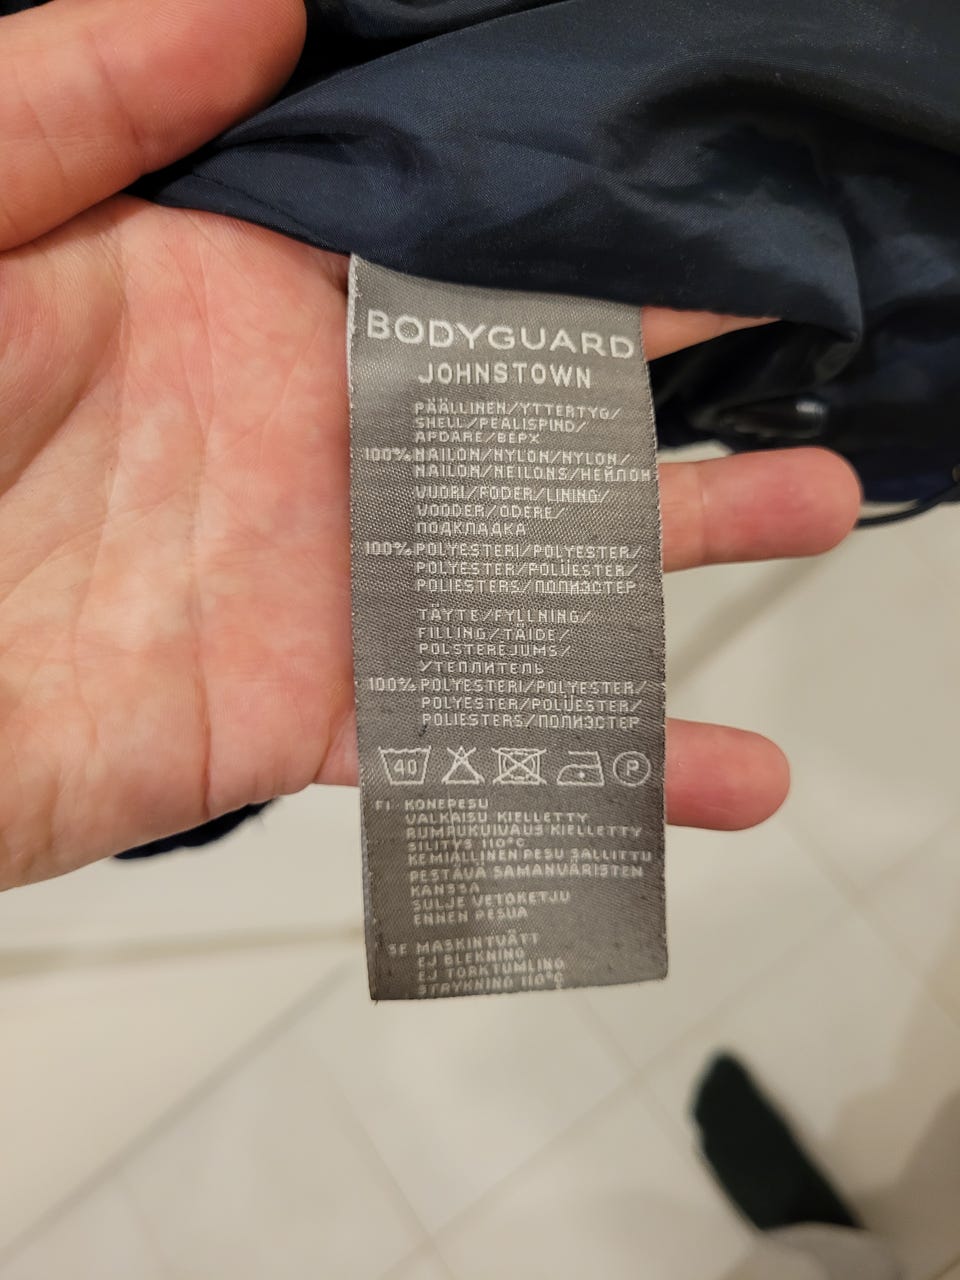 BODYGUARD
JOHNSTOWN
PÄÄLLINEN/YTTERTYG/
SHELL/PEALISPIND/
APDARE/ВЕРХ
100% NAILON/NYLON/NYLON/
NAILON/NEILONS/НЕЙЛОН
VUORI/FODER/LINING/
VOODER/ODERE/
ПОДКЛАДКА
100% POLYESTERI/POLYESTER/
POLYESTER/POLÜESTER/
POLIESTERS/ПОЛИЭСТЕР
TÄYTE/FYLLNING/
FILLING/TÄIDE/
POLSTERĒJUMS/
УТЕПЛИТЕЛЬ
100% POLYESTERI/POLYESTER/
POLYESTER/POLÜESTER/
POLIESTERS/ПОЛИЭСТЕР
40 P
FI KONEPESU
VALKAISU KIELLETTY
RUMPUKUIVAUS KIELLETTY
SILITYS 110°C
KEMIALLINEN PESU SALLITTU
PESTÄVÄ SAMANVÄRISTEN
KANSSA
SULJE VETOKETJU
ENNEN PESUA
SE MASKINTVÄTT
EJ BLEKNING
EJ TORKTUMLING
STRYKNING 110°C